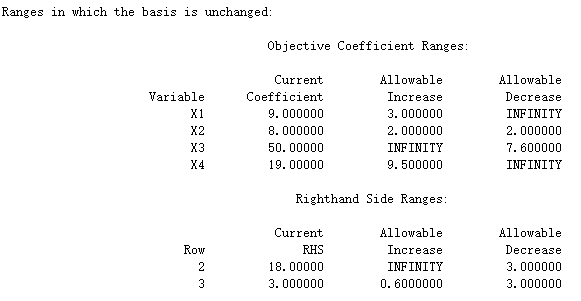 Ranges in which the basis is unchanged:
Objective Coefficient Ranges:
Current Allowable Allowable
Variable Coefficient Increase Decrease
X1 9.000000 3.000000 INFINITY
X2 8.000000 2.000000 2.000000
X3 50.00000 INFINITY 7.600000
X4 19.00000 9.500000 INFINITY
Righthand Side Ranges:
Current Allowable Allowable
Row RHS Increase Decrease
2 18.00000 INFINITY 3.000000
3 3.000000 0.6000000 3.000000